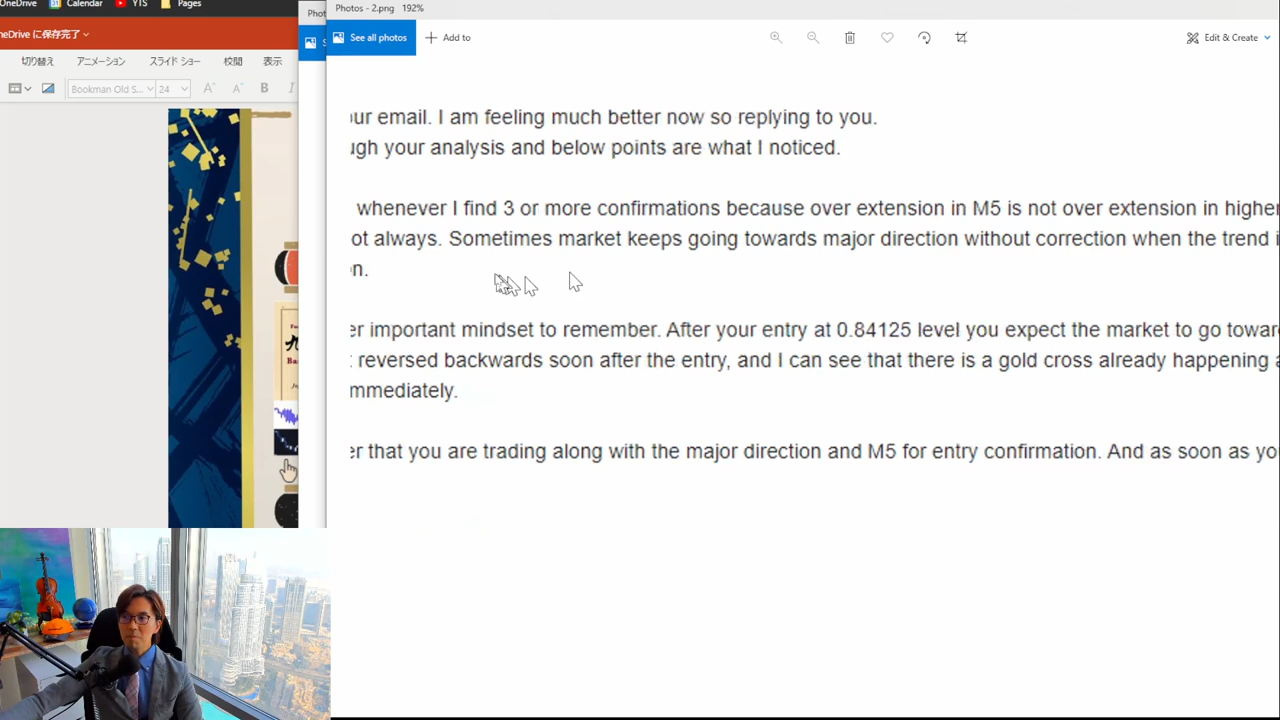 OneDrive Calendar YTS Pages
OneDrive に保存完了
切り替え アニメーション スライド ショー 校閲 表示
Bookman Old S... 24 A A B I
Photos - 2.png 192%
See all photos Add to Edit & Create
ur email. I am feeling much better now so replying to you.
ugh your analysis and below points are what I noticed.
whenever I find 3 or more confirmations because over extension in M5 is not over extension in higher
ot always. Sometimes market keeps going towards major direction without correction when the trend i
n.
er important mindset to remember. After your entry at 0.84125 level you expect the market to go towar
t reversed backwards soon after the entry, and I can see that there is a gold cross already happening a
mmediately.
er that you are trading along with the major direction and M5 for entry confirmation. And as soon as yo